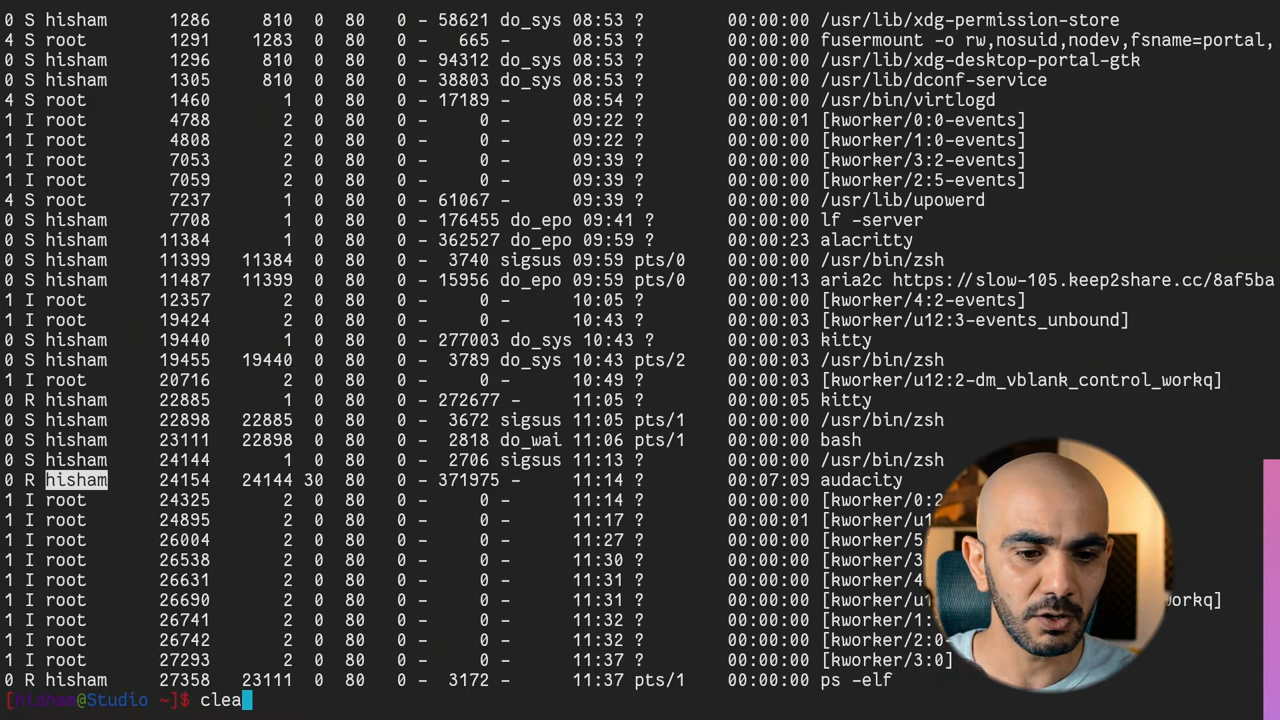 0 S hisham 1286 810 0 80 0 - 58621 do_sys 08:53 ? 00:00:00 /usr/lib/xdg-permission-store
4 S root 1291 1283 0 80 0 - 665 - 08:53 ? 00:00:00 fusermount -o rw,nosuid,nodev,fsname=portal,
0 S hisham 1296 810 0 80 0 - 94312 do_sys 08:53 ? 00:00:00 /usr/lib/xdg-desktop-portal-gtk
0 S hisham 1305 810 0 80 0 - 38803 do_sys 08:53 ? 00:00:00 /usr/lib/dconf-service
4 S root 1460 1 0 80 0 - 17189 - 08:54 ? 00:00:00 /usr/bin/virtlogd
1 I root 4788 2 0 80 0 - 0 - 09:22 ? 00:00:01 [kworker/0:0-events]
1 I root 4808 2 0 80 0 - 0 - 09:22 ? 00:00:00 [kworker/1:0-events]
1 I root 7053 2 0 80 0 - 0 - 09:39 ? 00:00:00 [kworker/3:2-events]
1 I root 7059 2 0 80 0 - 0 - 09:39 ? 00:00:00 [kworker/2:5-events]
4 S root 7237 1 0 80 0 - 61067 - 09:39 ? 00:00:00 /usr/lib/upowerd
0 S hisham 7708 1 0 80 0 - 176455 do_epo 09:41 ? 00:00:00 lf -server
0 S hisham 11384 1 0 80 0 - 362527 do_epo 09:59 ? 00:00:23 alacritty
0 S hisham 11399 11384 0 80 0 - 3740 sigsus 09:59 pts/0 00:00:00 /usr/bin/zsh
0 S hisham 11487 11399 0 80 0 - 15956 do_epo 09:59 pts/0 00:00:13 aria2c https://slow-105.keep2share.cc/8af5ba
1 I root 12357 2 0 80 0 - 0 - 10:05 ? 00:00:00 [kworker/4:2-events]
1 I root 19424 2 0 80 0 - 0 - 10:43 ? 00:00:03 [kworker/u12:3-events_unbound]
0 S hisham 19440 1 0 80 0 - 277003 do_sys 10:43 ? 00:00:03 kitty
0 S hisham 19455 19440 0 80 0 - 3789 do_sys 10:43 pts/2 00:00:00 /usr/bin/zsh
1 I root 20716 2 0 80 0 - 0 - 10:49 ? 00:00:03 [kworker/u12:2-dm_vblank_control_workq]
0 R hisham 22885 1 0 80 0 - 272677 - 11:05 ? 00:00:05 kitty
0 S hisham 22898 22885 0 80 0 - 3672 sigsus 11:05 pts/1 00:00:00 /usr/bin/zsh
0 S hisham 23111 22898 0 80 0 - 2818 do_wai 11:06 pts/1 00:00:00 bash
0 S hisham 24144 1 0 80 0 - 2706 sigsus 11:13 ? 00:00:00 /usr/bin/zsh
0 R hisham 24154 24144 30 80 0 - 371975 - 11:14 ? 00:07:09 audacity
1 I root 24325 2 0 80 0 - 0 - 11:14 ? 00:00:00 [kworker/0:2
1 I root 24895 2 0 80 0 - 0 - 11:17 ? 00:00:01 [kworker/u1
1 I root 26004 2 0 80 0 - 0 - 11:27 ? 00:00:00 [kworker/5
1 I root 26538 2 0 80 0 - 0 - 11:30 ? 00:00:00 [kworker/3
1 I root 26631 2 0 80 0 - 0 - 11:31 ? 00:00:00 [kworker/4
1 I root 26690 2 0 80 0 - 0 - 11:31 ? 00:00:00 [kworker/u1 orkq]
1 I root 26741 2 0 80 0 - 0 - 11:32 ? 00:00:00 [kworker/1:
1 I root 26742 2 0 80 0 - 0 - 11:32 ? 00:00:00 [kworker/2:0
1 I root 27293 2 0 80 0 - 0 - 11:37 ? 00:00:00 [kworker/3:0]
0 R hisham 27358 23111 0 80 0 - 3172 - 11:37 pts/1 00:00:00 ps -elf
[hisham@Studio ~]$ clea